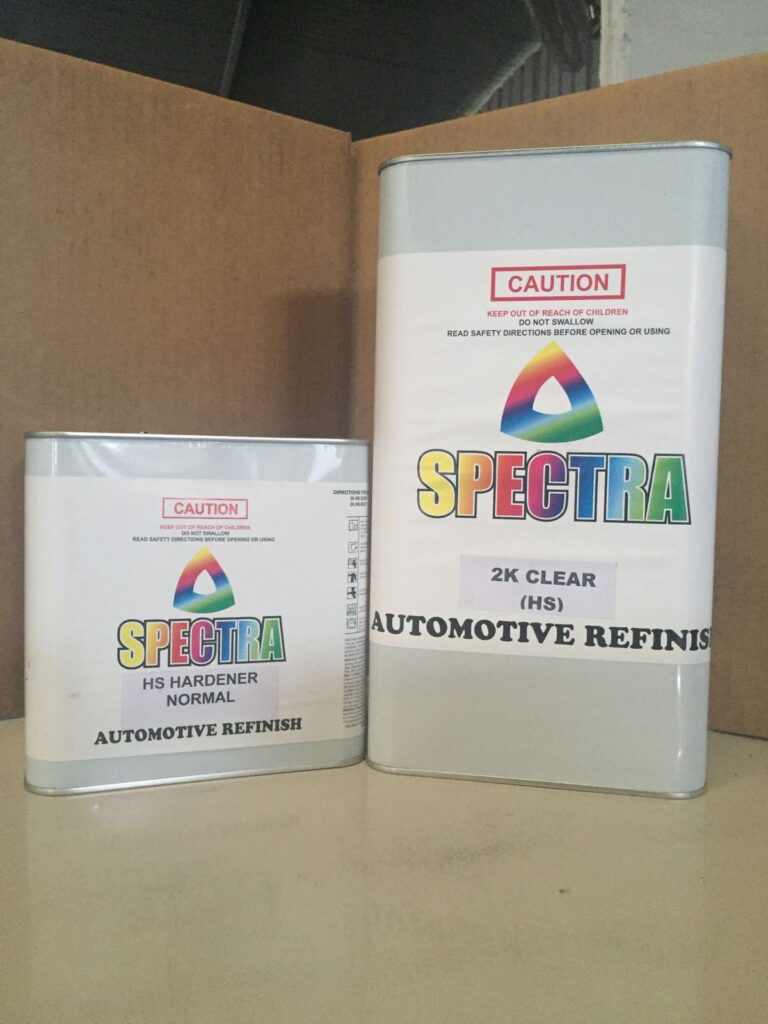 CAUTION
KEEP OUT OF REACH OF CHILDREN
DO NOT SWALLOW
READ SAFETY DIRECTIONS BEFORE OPENING OR USING
SPECTRA
HS HARDENER
NORMAL
AUTOMOTIVE REFINISH
CAUTION
KEEP OUT OF REACH OF CHILDREN
DO NOT SWALLOW
READ SAFETY DIRECTIONS BEFORE OPENING OR USING
SPECTRA
2K CLEAR
(HS)
AUTOMOTIVE REFINIS